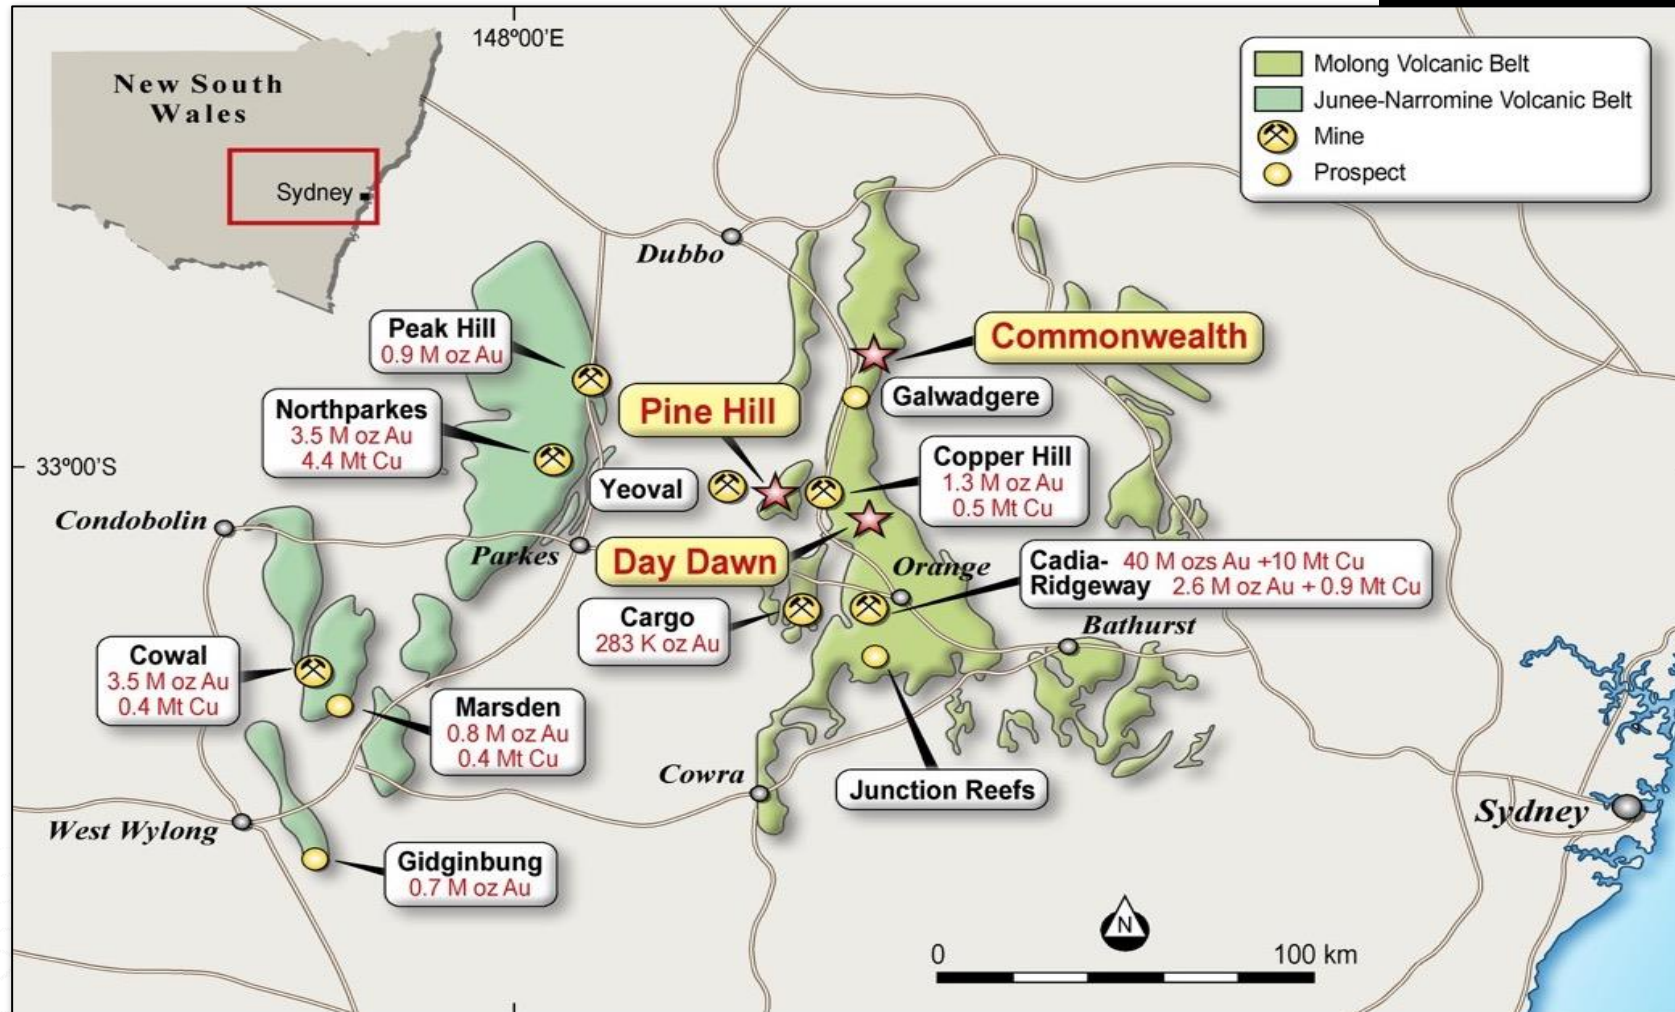 148°00'E
New South
Wales
Sydney
Molong Volcanic Belt
Junee-Narromine Volcanic Belt
Mine
Prospect
Dubbo
Peak Hill
0.9 M oz Au
Commonwealth
Galwadgere
Pine Hill
Northparkes
3.5 M oz Au
4.4 Mt Cu
33°00'S
Yeoval
Copper Hill
1.3 M oz Au
0.5 Mt Cu
Condobolin
Parkes
Day Dawn
Orange
Cadia- 40 M ozs Au +10 Mt Cu
Ridgeway 2.6 M oz Au + 0.9 Mt Cu
Cargo
283 K oz Au
Bathurst
Cowal
3.5 M oz Au
0.4 Mt Cu
Marsden
0.8 M oz Au
0.4 Mt Cu
Cowra
Junction Reefs
Sydney
West Wylong
Gidginbung
0.7 M oz Au
N
0 100 km